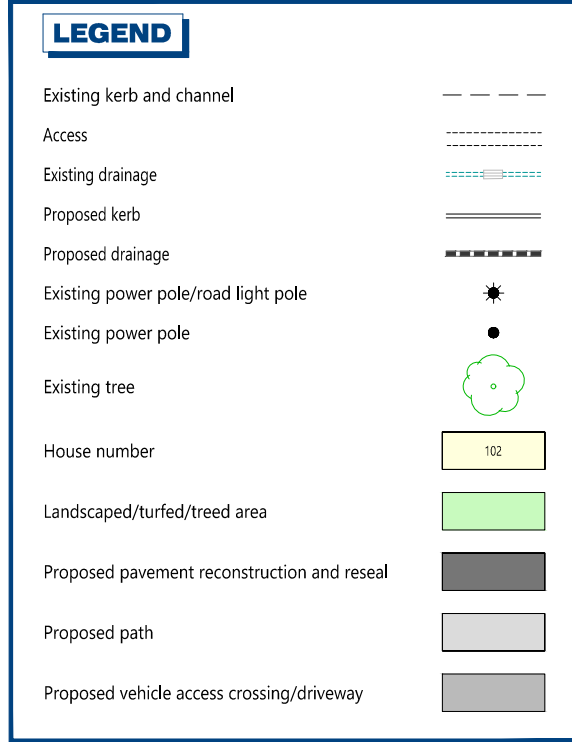 LEGEND
Existing kerb and channel
Access
Existing drainage
Proposed kerb
Proposed drainage
Existing power pole/road light pole
Existing power pole
Existing tree
House number 102
Landscaped/turfed/treed area
Proposed pavement reconstruction and reseal
Proposed path
Proposed vehicle access crossing/driveway